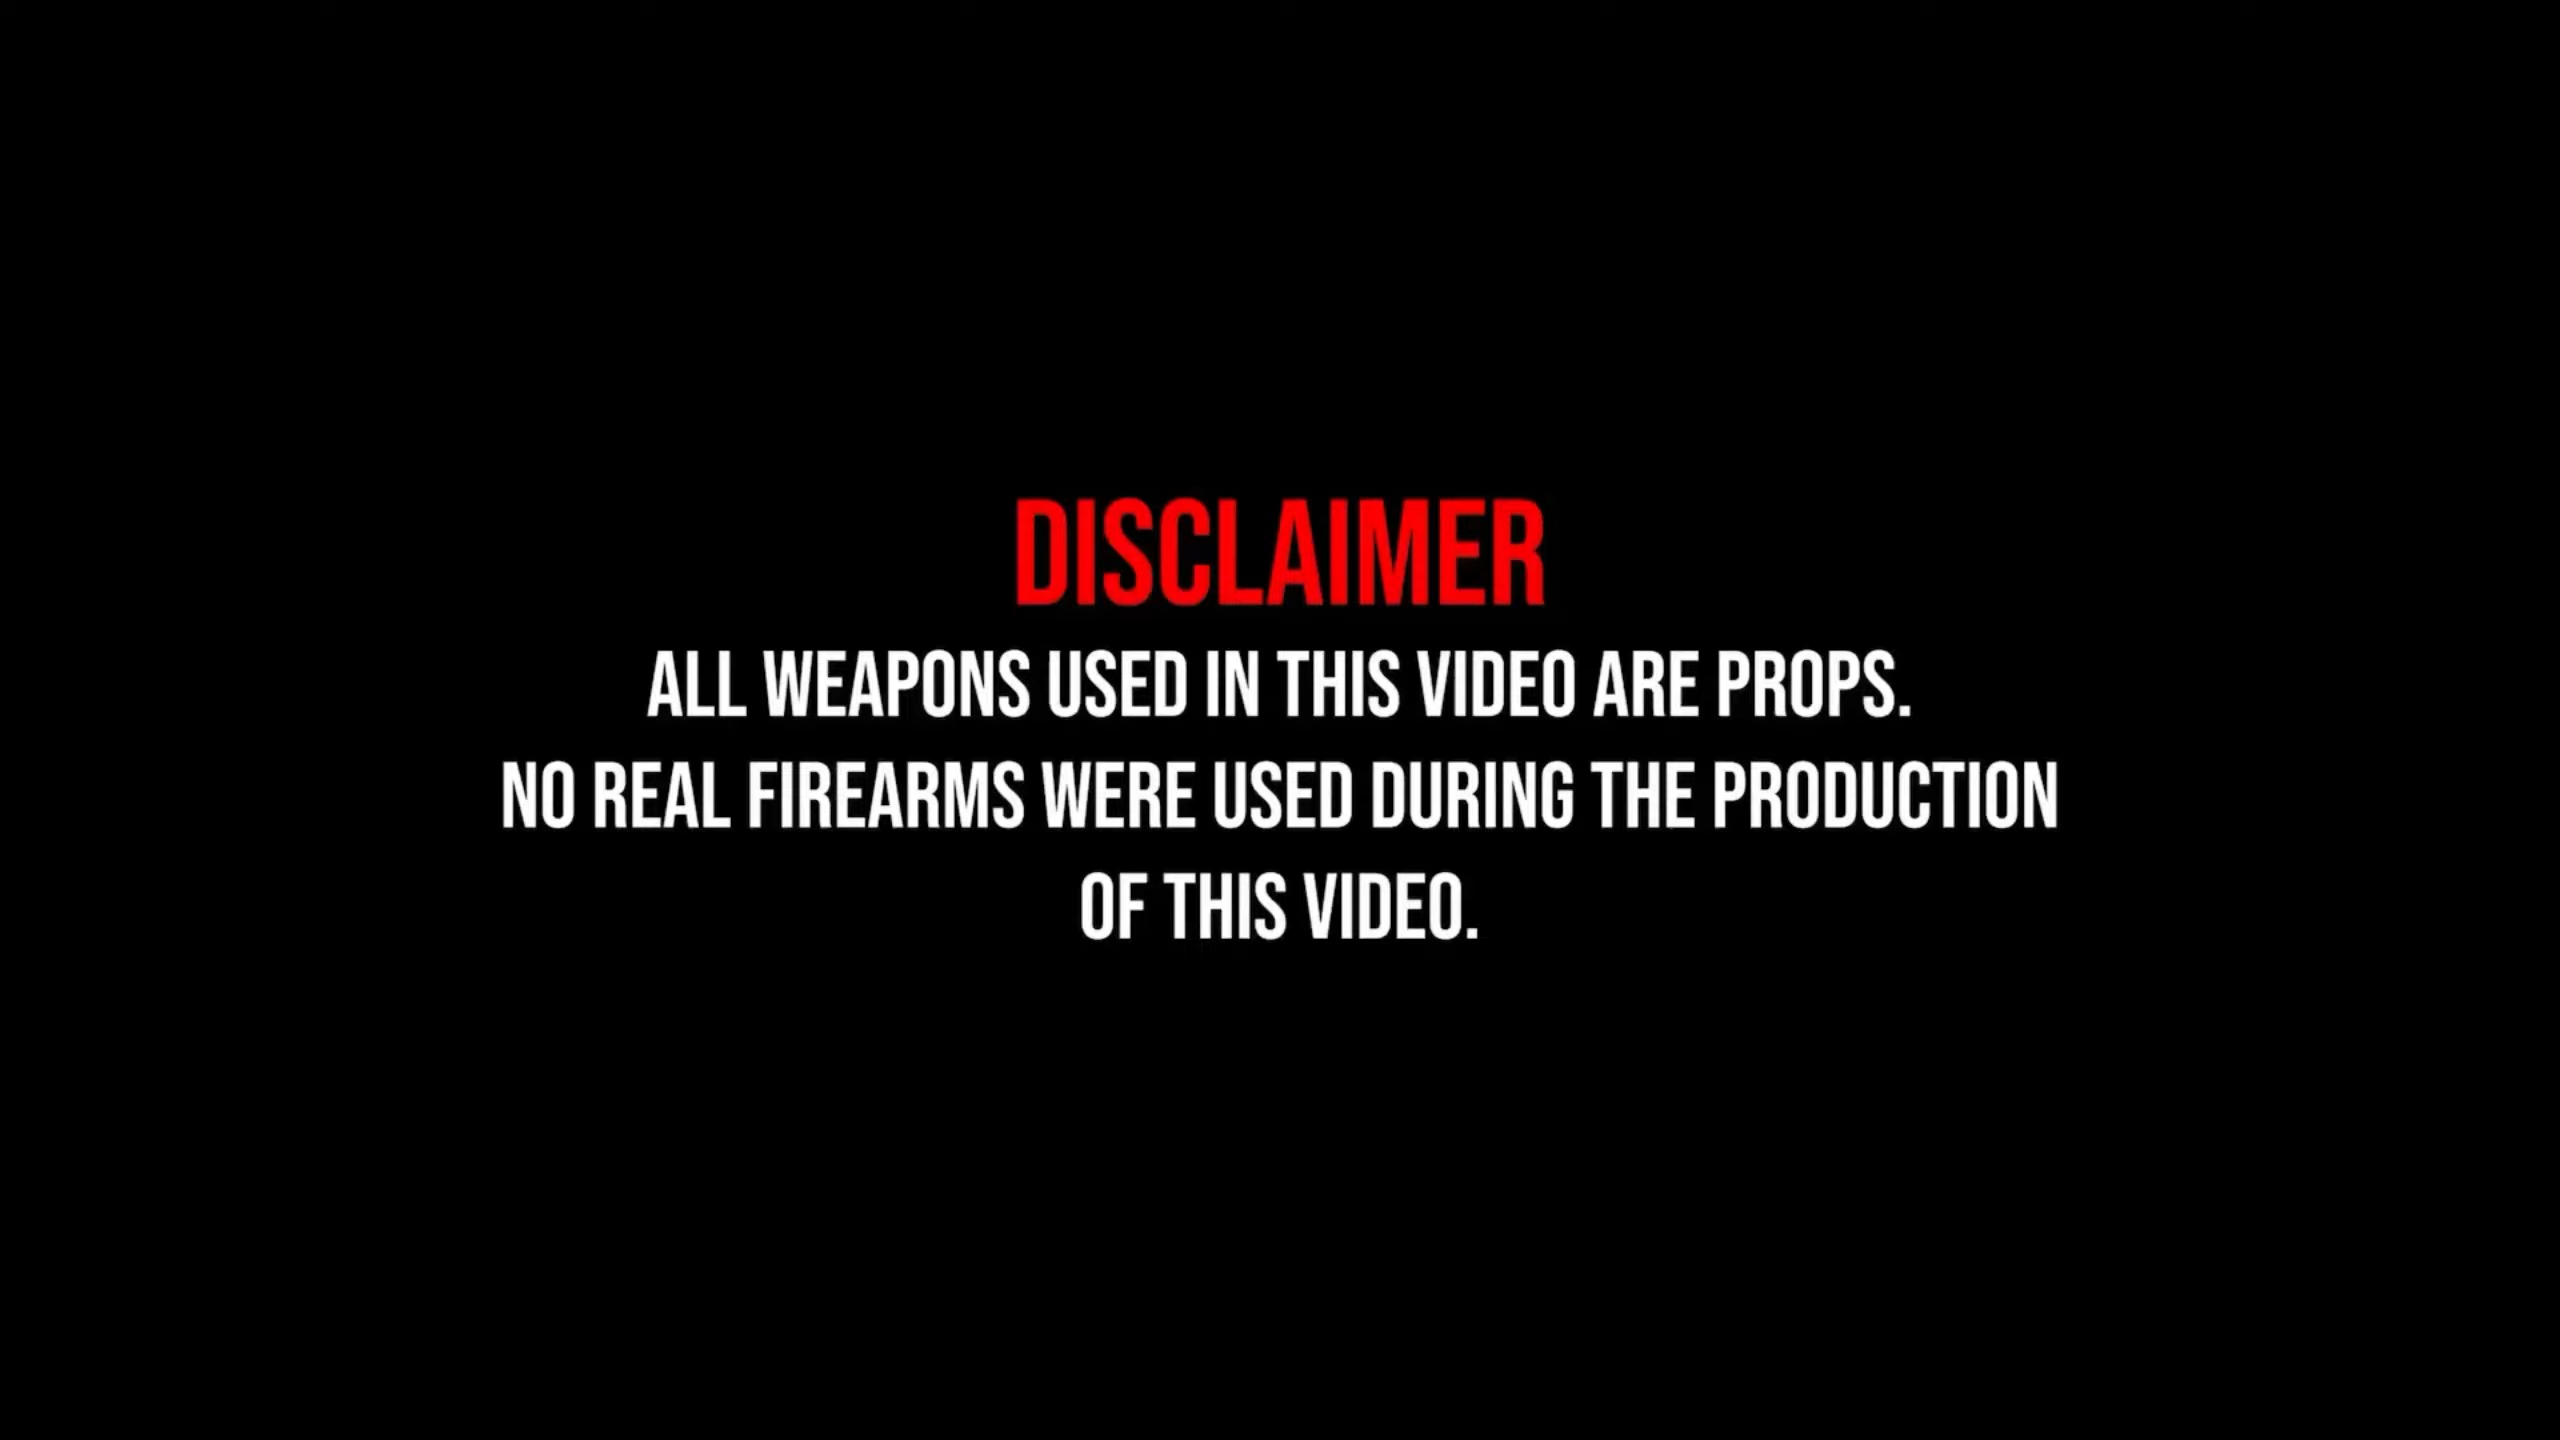 DISCLAIMER
ALL WEAPONS USED IN THIS VIDEO ARE PROPS.
NO REAL FIREARMS WERE USED DURING THE PRODUCTION
OF THIS VIDEO.